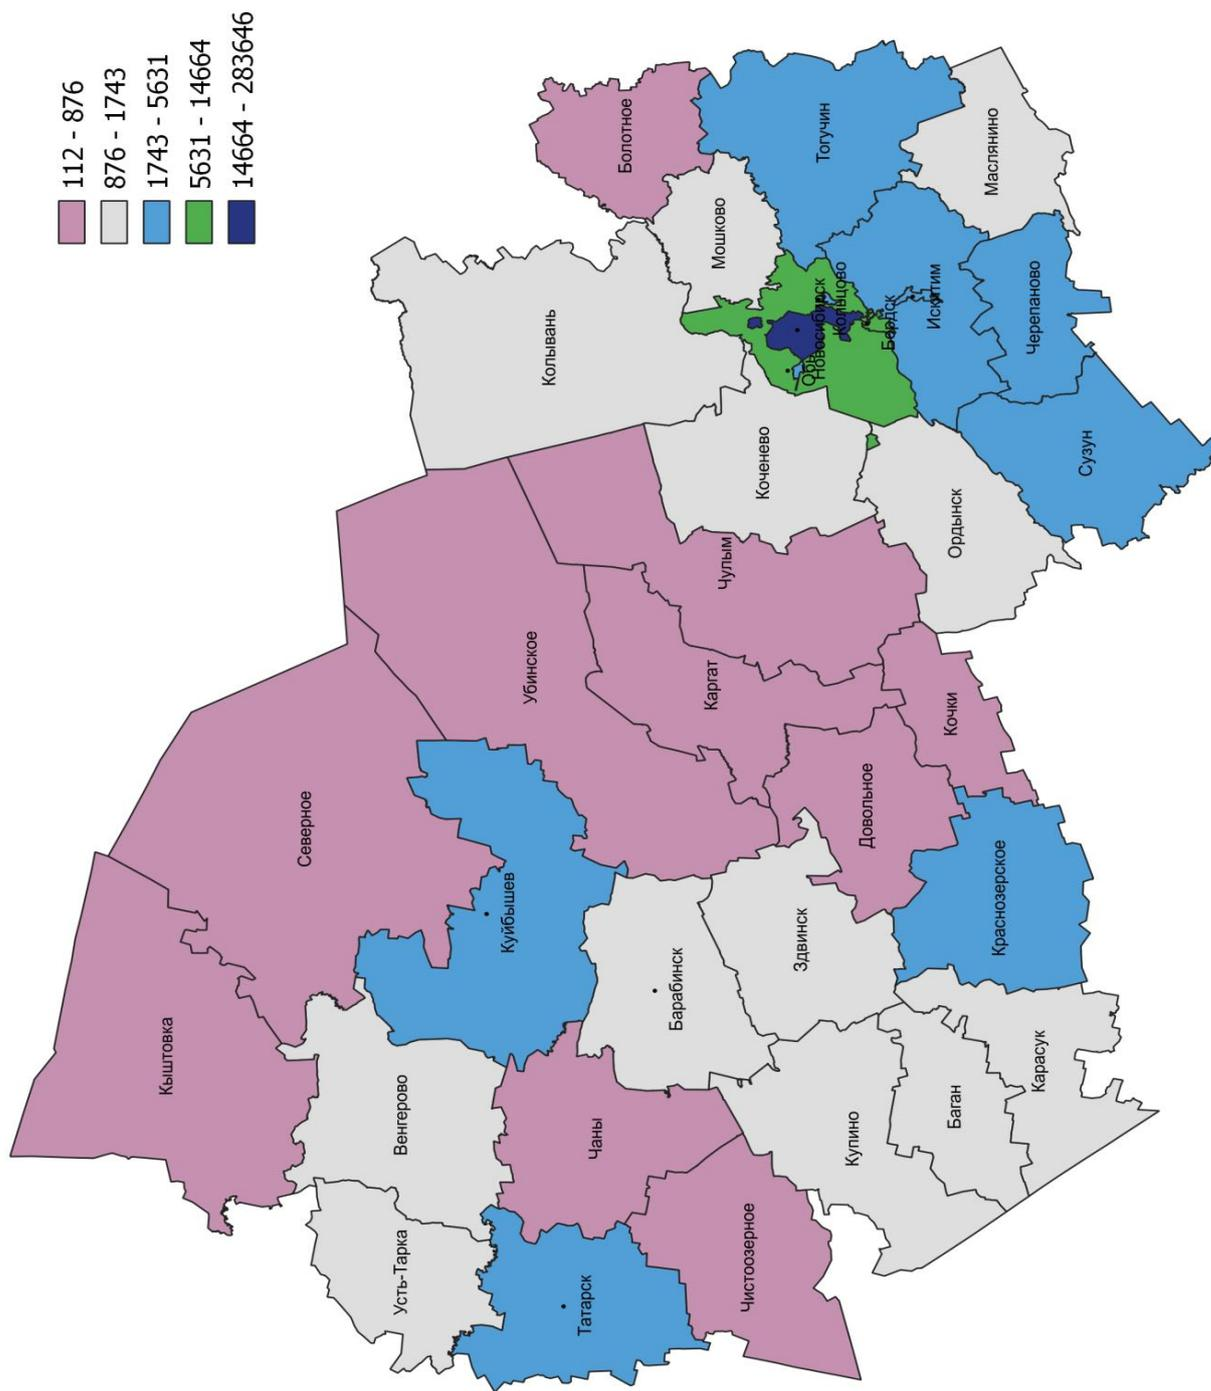 112 - 876
876 - 1743
1743 - 5631
5631 - 14664
14664 - 283646
Кыштовка
Северное
Усть-Тарка
Венгерово
Куйбышев
Убинское
Колывань
Болотное
Татарск
Чаны
Барабинск
Каргат
Чулым
Коченево
Мошково
Тогучин
Новосибирск
Кольцово
Бердск
Искитим
Маслянино
Черепаново
Сузун
Ордынск
Кочки
Довольное
Здвинск
Краснозерское
Чистоозерное
Купино
Баган
Карасук